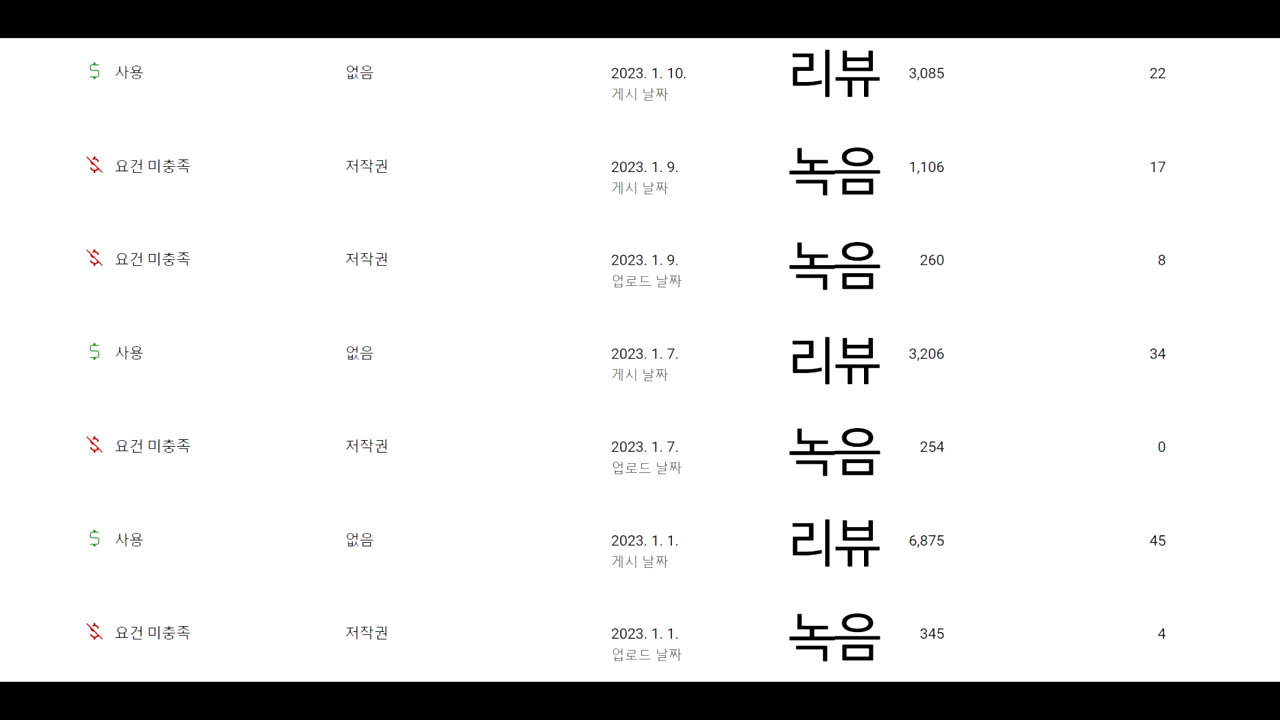 사용 없음 2023. 1. 10. 리뷰 3,085 22
게시 날짜
요건 미충족 저작권 2023. 1. 9. 녹음 1,106 17
게시 날짜
요건 미충족 저작권 2023. 1. 9. 녹음 260 8
업로드 날짜
사용 없음 2023. 1. 7. 리뷰 3,206 34
게시 날짜
요건 미충족 저작권 2023. 1. 7. 녹음 254 0
업로드 날짜
사용 없음 2023. 1. 1. 리뷰 6,875 45
게시 날짜
요건 미충족 저작권 2023. 1. 1. 녹음 345 4
업로드 날짜